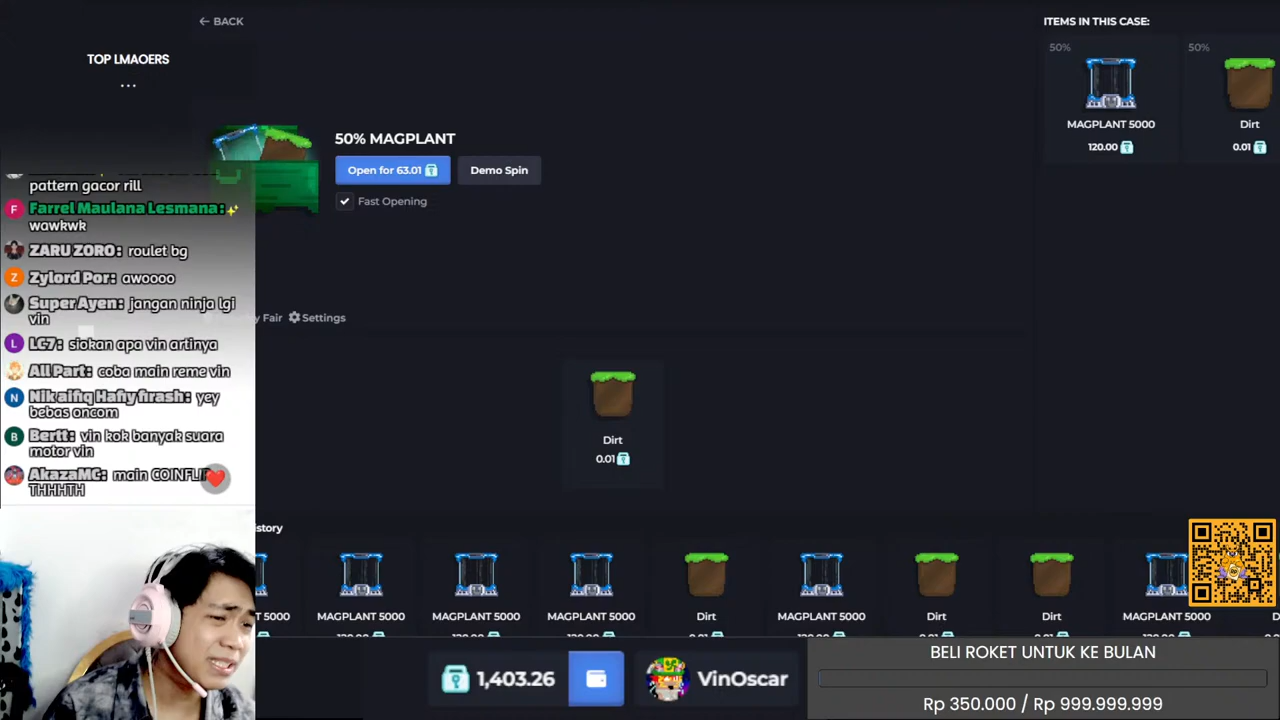 ← BACK
ITEMS IN THIS CASE:
TOP LMAOERS
...
50%
50%
MAGPLANT 5000
Dirt
120.00
0.01
50% MAGPLANT
Open for 63.01
Demo Spin
Fast Opening
pattern gacor rill
Farrel Maulana Lesmana:
wawkwk
ZARU ZORO: roulet bg
Zylord Por: awoooo
Super Ayen: jangan ninja lgi
vin
Fair
Settings
LC7: siokan apa vin artinya
All Part: coba main reme vin
Nik aifiq Hafiy firash: yey
bebas oncom
Bertt: vin kok banyak suara
motor vin
AkazaMC: main COINFLIP
THHHTH
Dirt
0.01
istory
5000
MAGPLANT 5000
MAGPLANT 5000
MAGPLANT 5000
Dirt
MAGPLANT 5000
Dirt
Dirt
MAGPLANT 5000
1,403.26
VinOscar
BELI ROKET UNTUK KE BULAN
Rp 350.000 / Rp 999.999.999